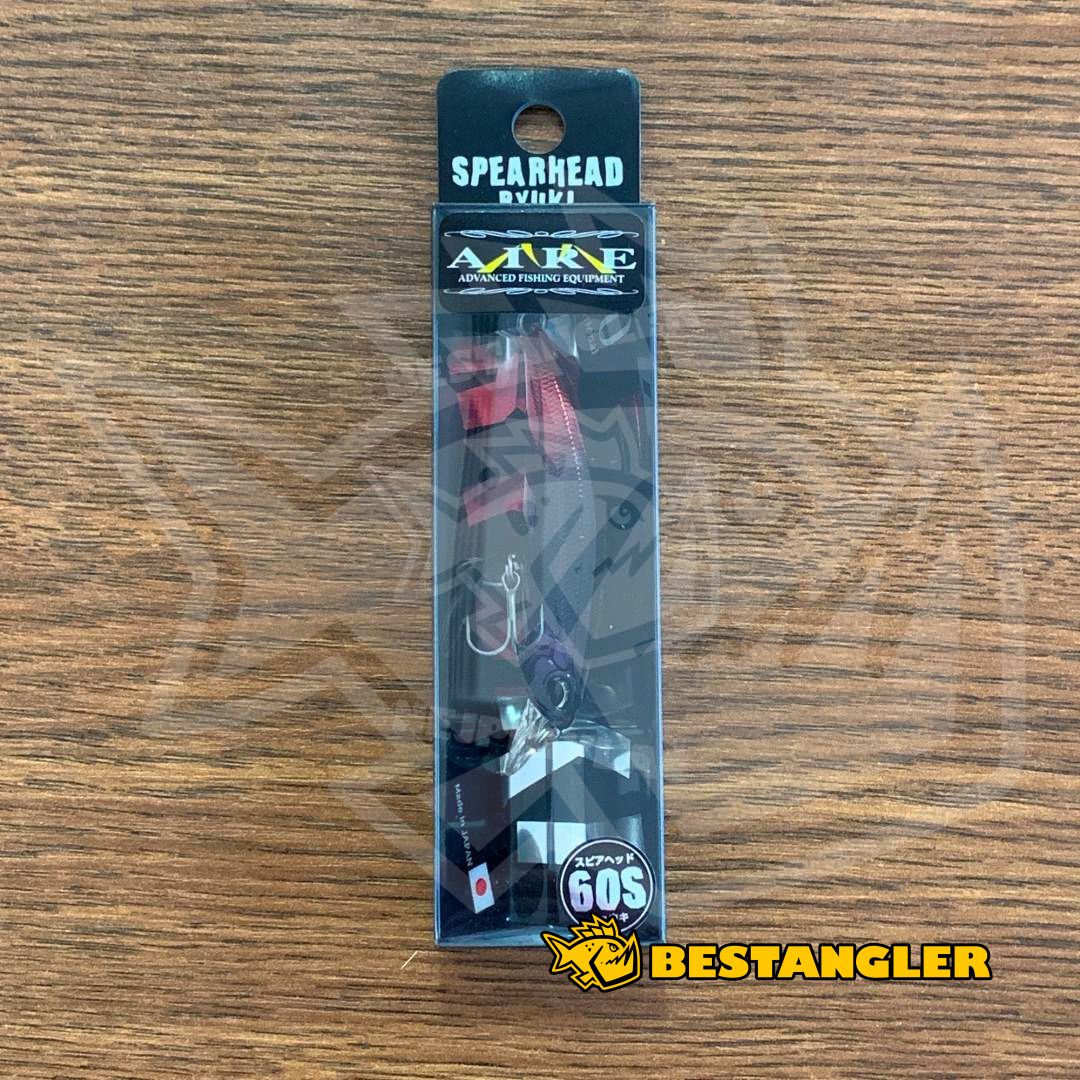 SPEARHEAD
RYUKI
AIRE
ADVANCED FISHING EQUIPMENT
Made in JAPAN
スピアヘッド
60S
BESTANGLER